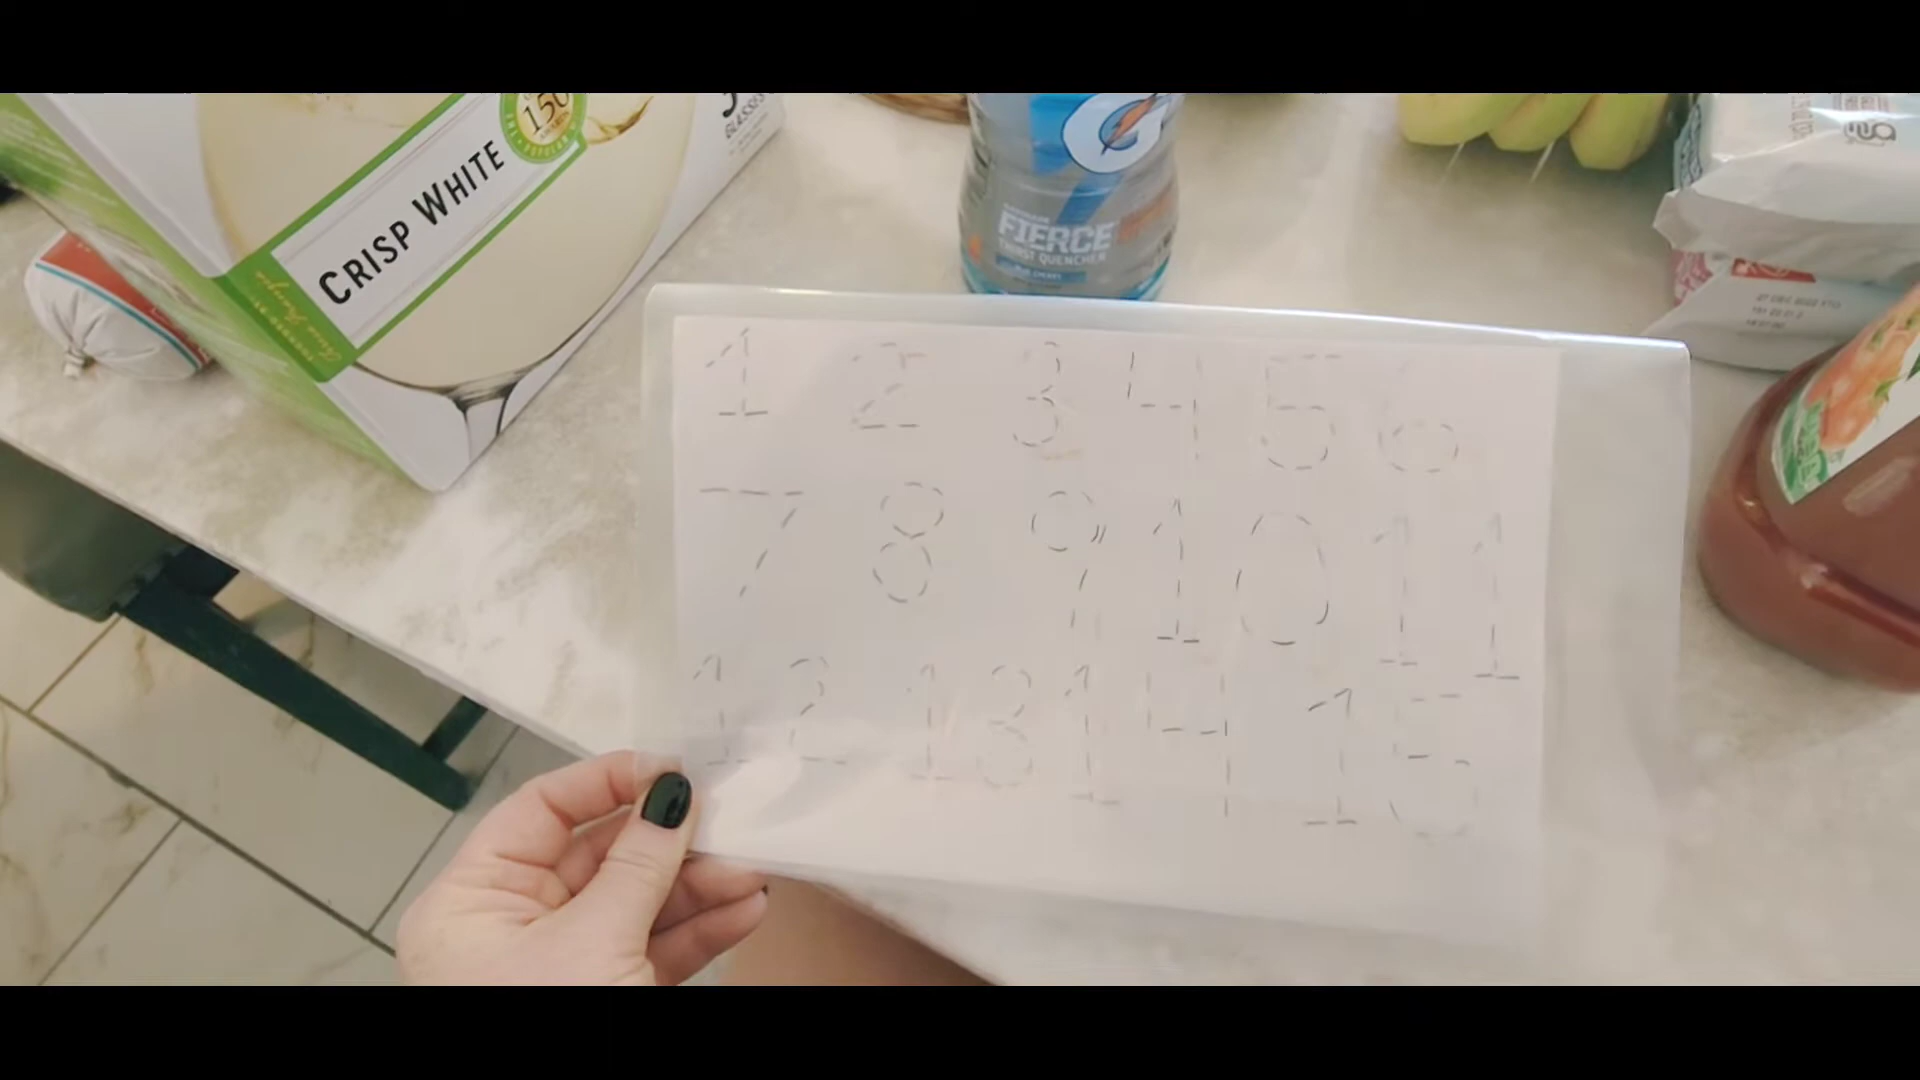 CRISP WHITE
150
GLASSES
G
FIERCE
THIRST QUENCHER
1 2 3 4 5 6
7 8 9 10 11
12 13 14 15